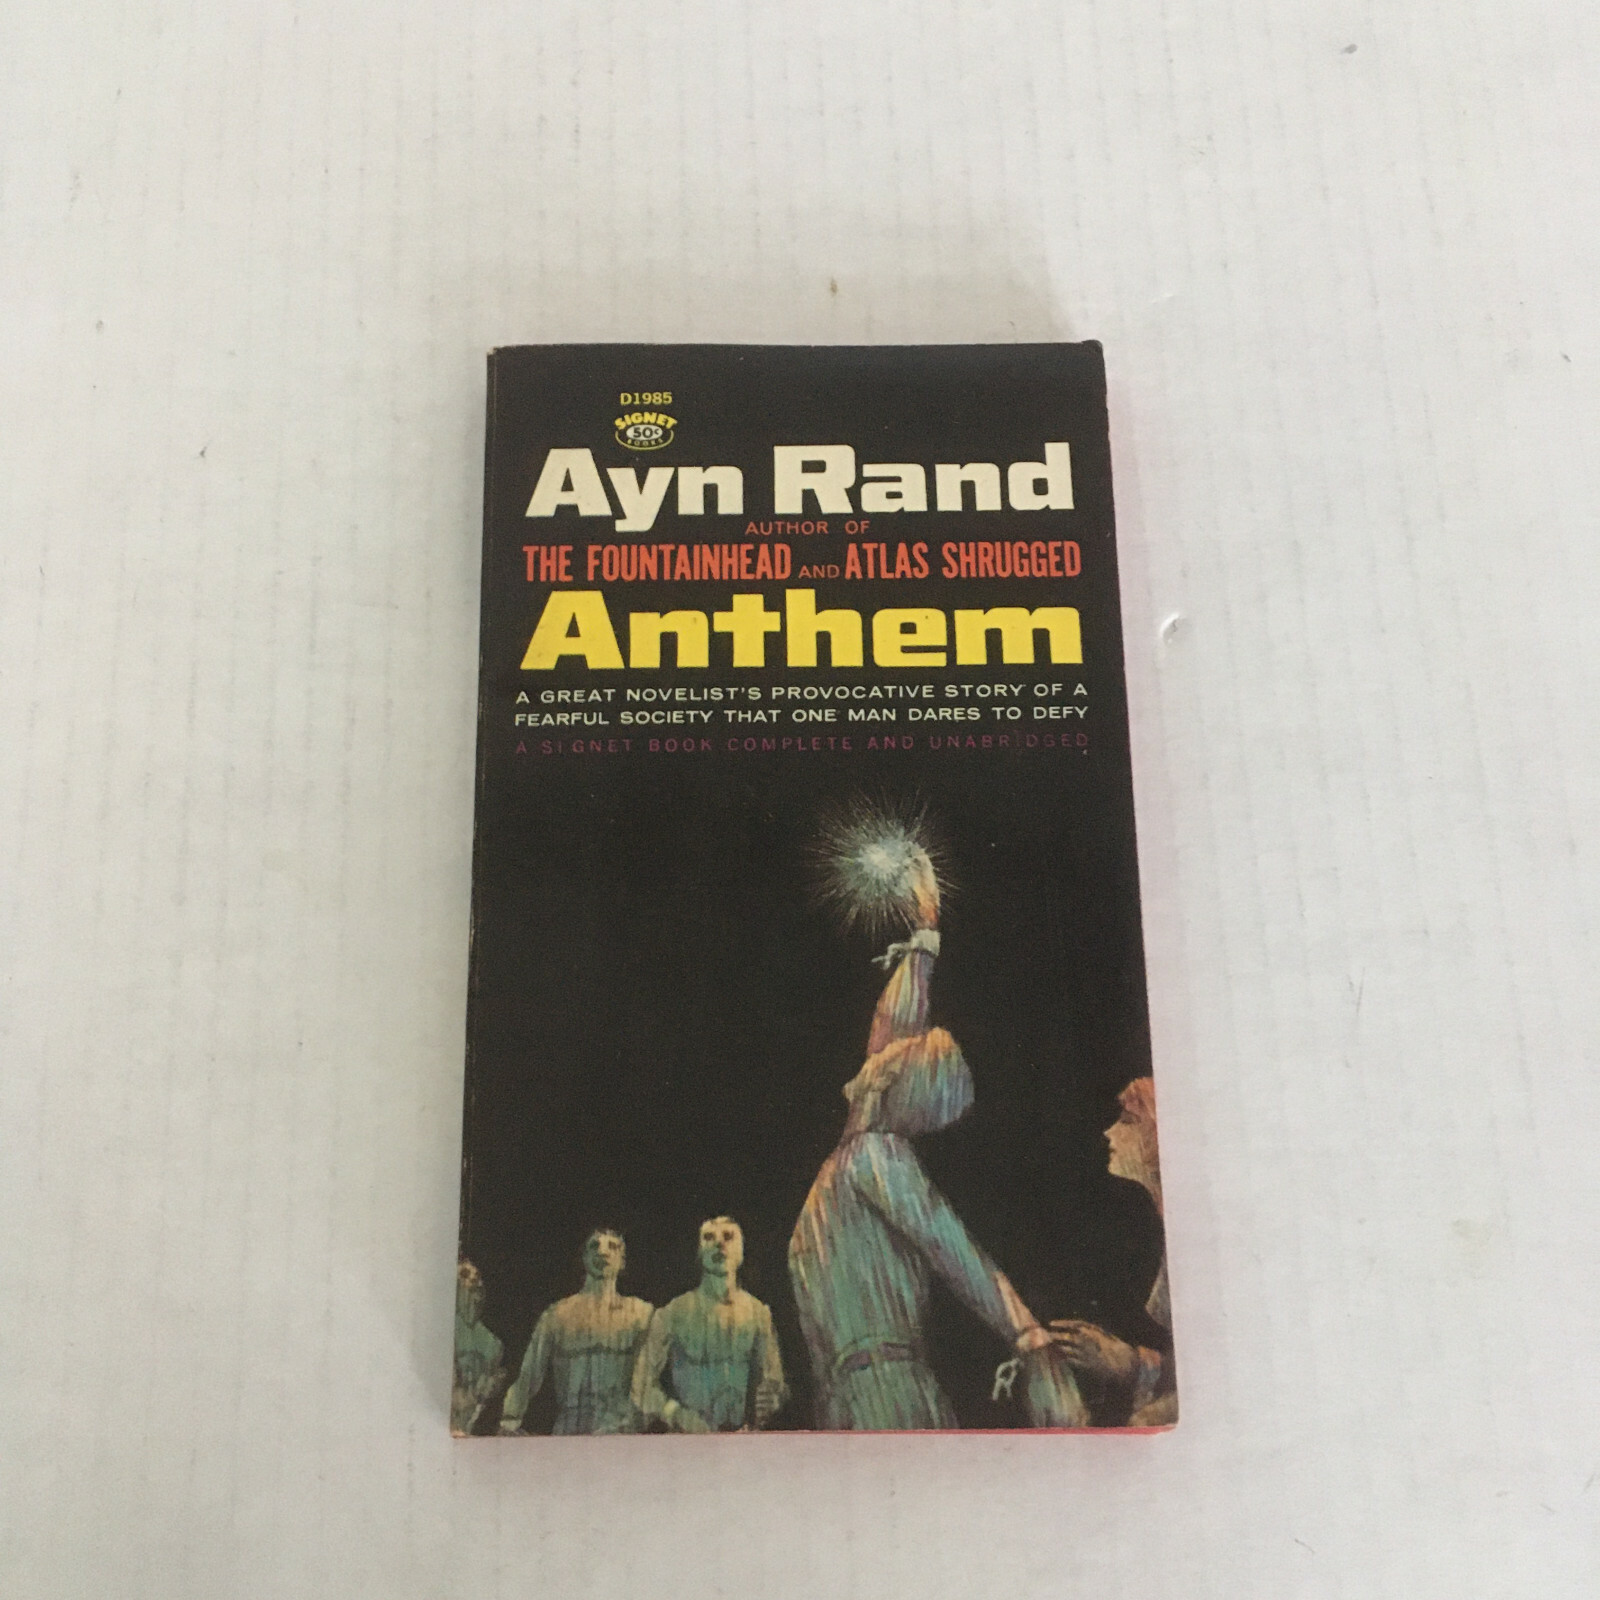 D1985
SIGNET
50¢
BOOKS
Ayn Rand
AUTHOR OF
THE FOUNTAINHEAD AND ATLAS SHRUGGED
Anthem
A GREAT NOVELIST'S PROVOCATIVE STORY OF A
FEARFUL SOCIETY THAT ONE MAN DARES TO DEFY
A SIGNET BOOK COMPLETE AND UNABRIDGED